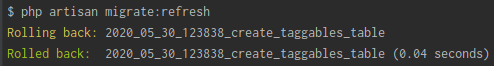 $ php artisan migrate:refresh
Rolling back: 2020_05_30_123838_create_taggables_table
Rolled back:  2020_05_30_123838_create_taggables_table (0.04 seconds)